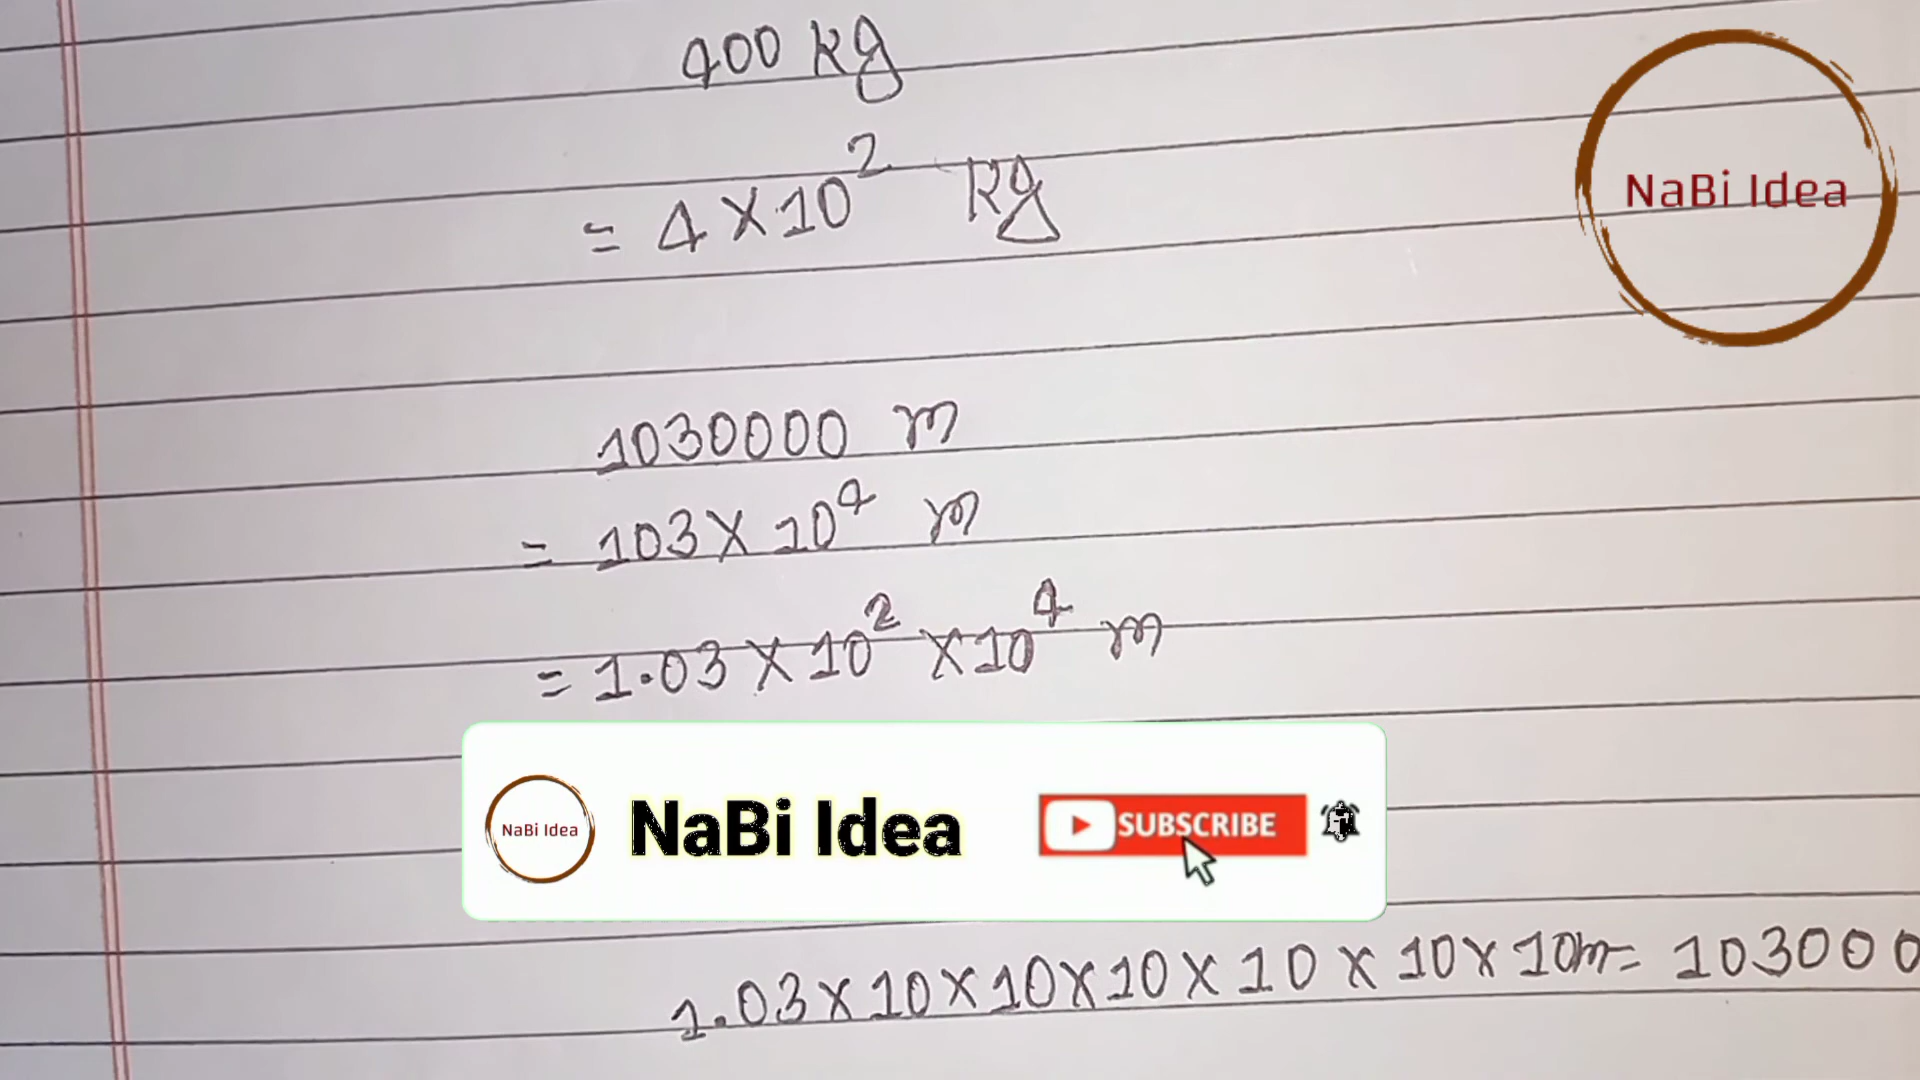 400 kg
NaBi Idea
= 4 × 10² kg
1030000 m
= 103 × 10⁴ m
= 1.03 × 10² × 10⁴ m
NaBi Idea
NaBi Idea
SUBSCRIBE
1.03 × 10 × 10 × 10 × 10 × 10 × 10m = 103000